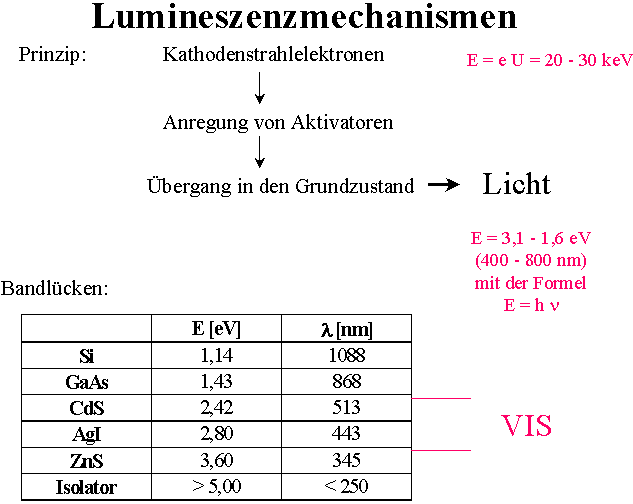 Lumineszenzmechanismen
Prinzip: Kathodenstrahlelektronen E = e U = 20 - 30 keV
Anregung von Aktivatoren
Übergang in den Grundzustand Licht
E = 3,1 - 1,6 eV
(400 - 800 nm)
mit der Formel
E = h ν
Bandlücken:
E [eV] λ [nm]
Si 1,14 1088
GaAs 1,43 868
CdS 2,42 513
AgI 2,80 443
ZnS 3,60 345
Isolator > 5,00 < 250
VIS